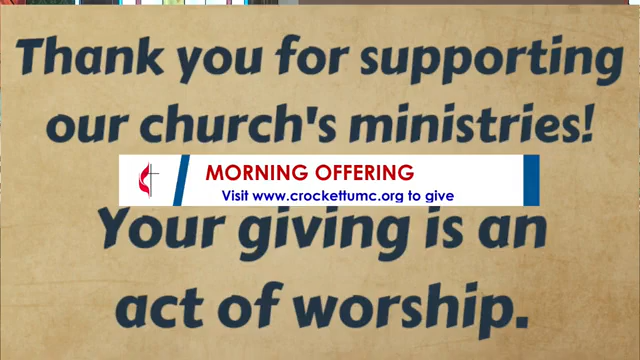 Thank you for supporting
our church's ministries!
MORNING OFFERING
Visit www.crockettumc.org to give
Your giving is an
act of worship.